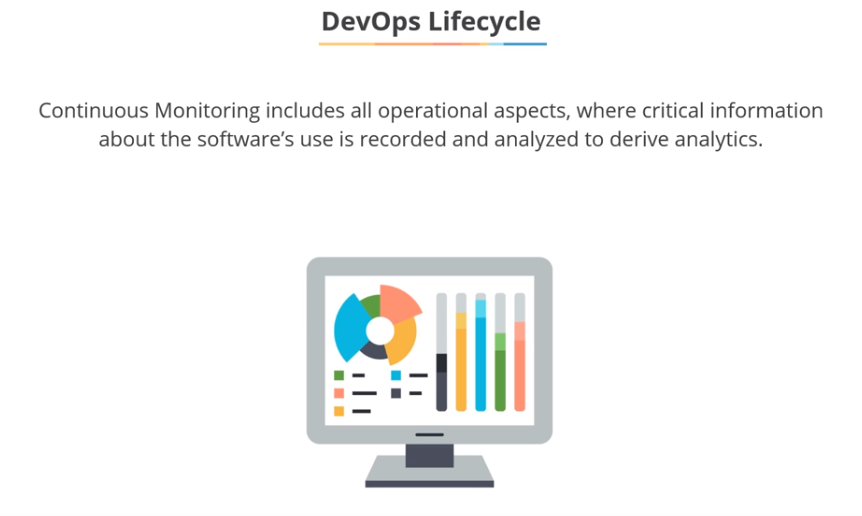 DevOps Lifecycle
Continuous Monitoring includes all operational aspects, where critical information
about the software’s use is recorded and analyzed to derive analytics.